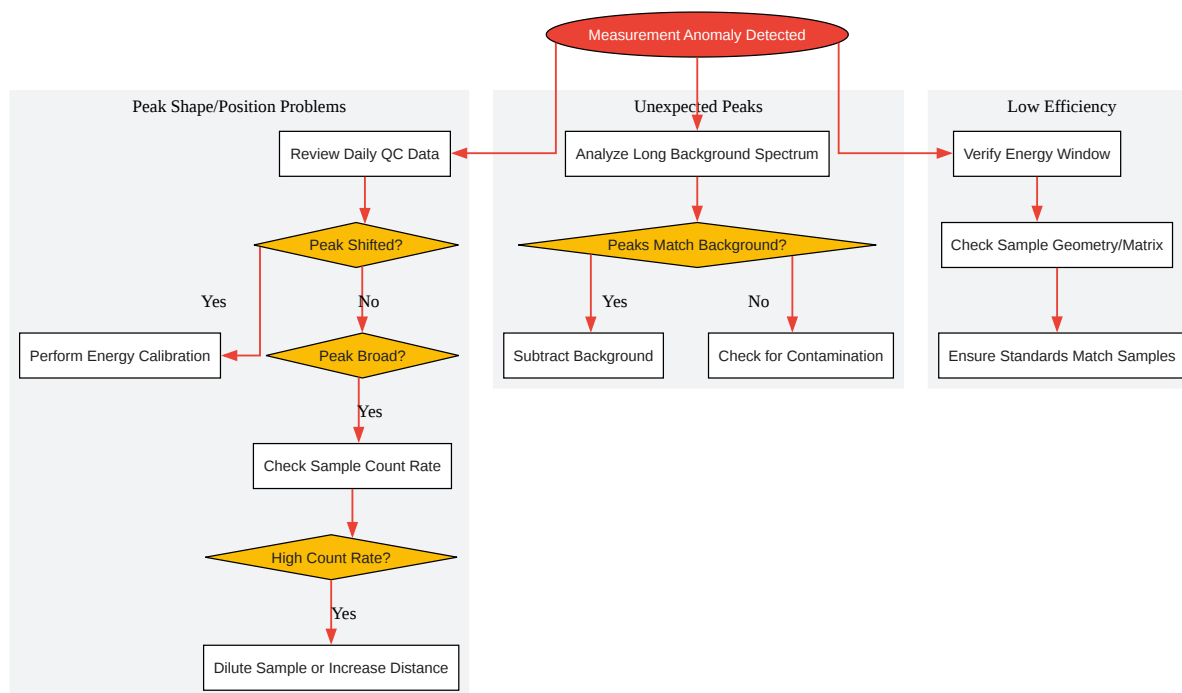 Measurement Anomaly Detected
Peak Shape/Position Problems
Unexpected Peaks
Low Efficiency
Review Daily QC Data
Analyze Long Background Spectrum
Verify Energy Window
Peak Shifted?
Peaks Match Background?
Check Sample Geometry/Matrix
Yes
No
Yes
No
Perform Energy Calibration
Peak Broad?
Subtract Background
Check for Contamination
Ensure Standards Match Samples
Yes
Check Sample Count Rate
High Count Rate?
Yes
Dilute Sample or Increase Distance